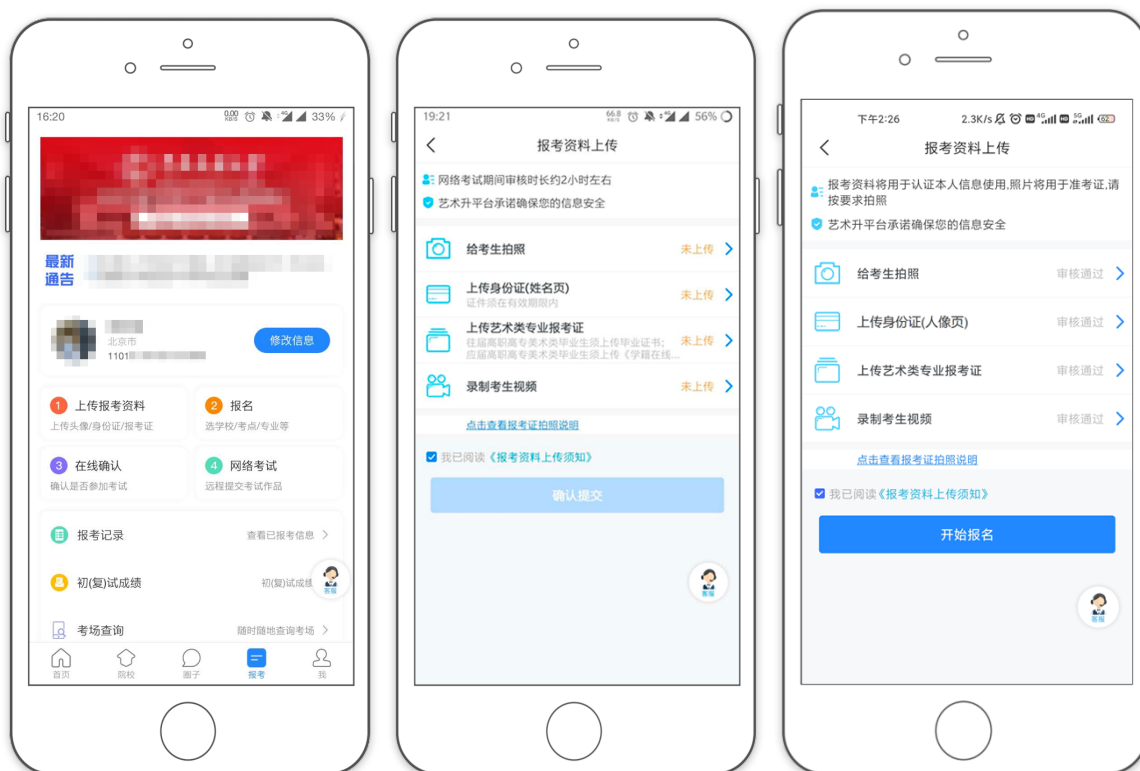 16:20
0.00 KB/S
4G
33%
最新
通告
北京市
1101
修改信息
1 上传报考资料
上传头像/身份证/报考证
2 报名
选学校/考点/专业等
3 在线确认
确认是否参加考试
4 网络考试
远程提交考试作品
报考记录
查看已报考信息
初(复)试成绩
初(复)试成绩
客服
考场查询
随时随地查询考场
首页
院校
圈子
报考
我
19:21
66.8 KB/S
4G
56%
报考资料上传
网络考试期间审核时长约2小时左右
艺术升平台承诺确保您的信息安全
给考生拍照
未上传
上传身份证(姓名页)
证件须在有效期限内
未上传
上传艺术类专业报考证
往届高职高专美术类毕业生须上传毕业证书;
应届高职高专美术类毕业生须上传《学籍在线...
未上传
录制考生视频
未上传
点击查看报考证拍照说明
我已阅读《报考资料上传须知》
确认提交
客服
下午2:26
2.3K/s
HD
4G
HD
5G
62
报考资料上传
报考资料将用于认证本人信息使用,照片将用于准考证,请
按要求拍照
艺术升平台承诺确保您的信息安全
给考生拍照
审核通过
上传身份证(人像页)
审核通过
上传艺术类专业报考证
审核通过
录制考生视频
审核通过
点击查看报考证拍照说明
我已阅读《报考资料上传须知》
开始报名
客服